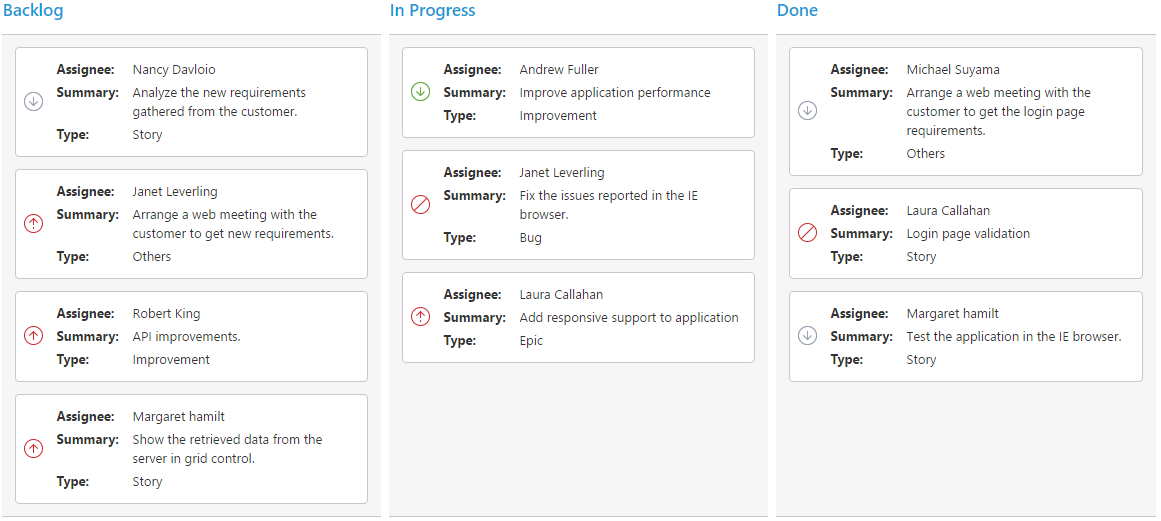 Backlog
Assignee: Nancy Davloio
Summary: Analyze the new requirements
gathered from the customer.
Type: Story
Assignee: Janet Leverling
Summary: Arrange a web meeting with the
customer to get new requirements.
Type: Others
Assignee: Robert King
Summary: API improvements.
Type: Improvement
Assignee: Margaret hamilt
Summary: Show the retrieved data from the
server in grid control.
Type: Story
In Progress
Assignee: Andrew Fuller
Summary: Improve application performance
Type: Improvement
Assignee: Janet Leverling
Summary: Fix the issues reported in the IE
browser.
Type: Bug
Assignee: Laura Callahan
Summary: Add responsive support to application
Type: Epic
Done
Assignee: Michael Suyama
Summary: Arrange a web meeting with the
customer to get the login page
requirements.
Type: Others
Assignee: Laura Callahan
Summary: Login page validation
Type: Story
Assignee: Margaret hamilt
Summary: Test the application in the IE browser.
Type: Story